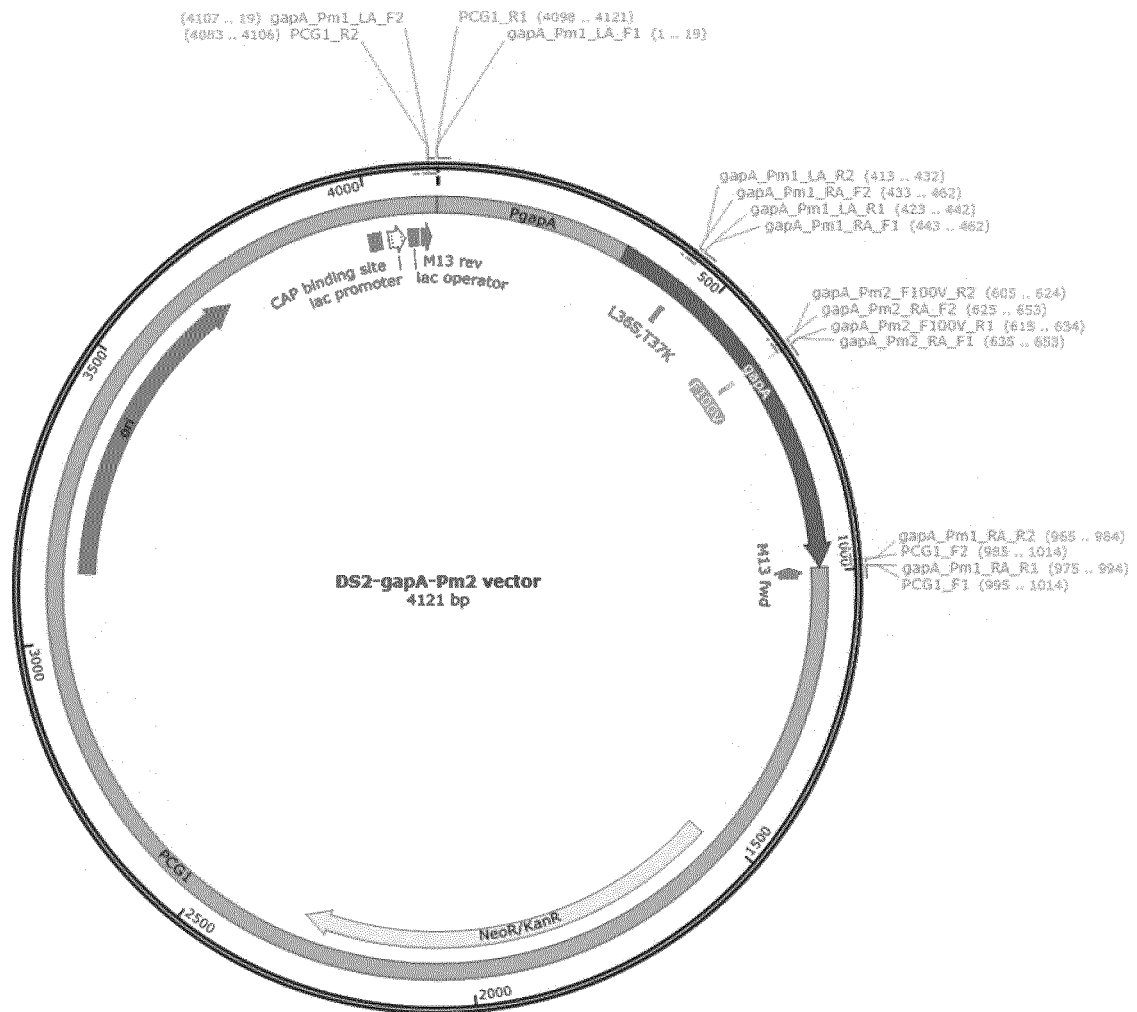 (4107 .. 19) gapA_Pm1_LA_F2
(4083 .. 4106) PCG1_R2
PCG1_R1 (4098 .. 4121)
gapA_Pm1_LA_F1 (1 .. 19)
4000
PgapA
gapA_Pm1_LA_R2 (413 .. 432)
gapA_Pm1_RA_F2 (433 .. 462)
gapA_Pm1_LA_R1 (423 .. 442)
gapA_Pm1_RA_F1 (443 .. 462)
500
CAP binding site
lac promoter
M13 rev
lac operator
L36S,T37K
gapA_Pm2_F100V_R2 (605 .. 624)
gapA_Pm2_RA_F2 (625 .. 653)
gapA_Pm2_F100V_R1 (615 .. 634)
gapA_Pm2_RA_F1 (635 .. 653)
3500
ori
F100V
gapA
1000
gapA_Pm1_RA_R2 (965 .. 984)
PCG1_F2 (985 .. 1014)
gapA_Pm1_RA_R1 (975 .. 994)
PCG1_F1 (995 .. 1014)
M13 fwd
DS2-gapA-Pm2 vector
4121 bp
3000
1500
PCG1
2500
NeoR/KanR
2000